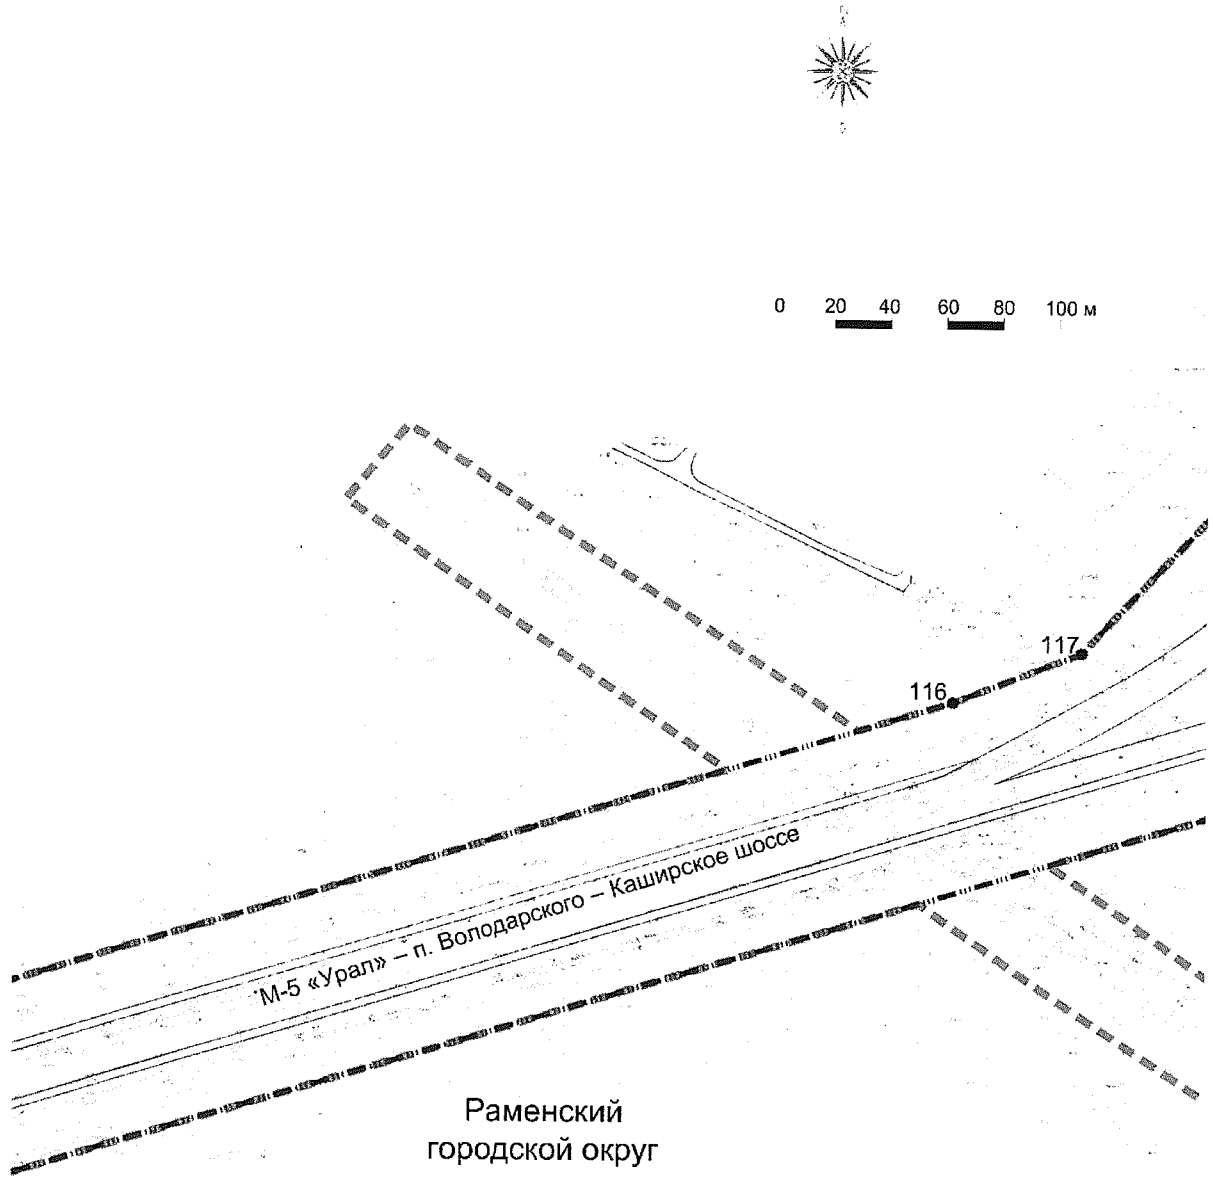 0 20 40 60 80 100 м
117
116
М-5 «Урал» – п. Володарского – Каширское шоссе
Раменский
городской округ